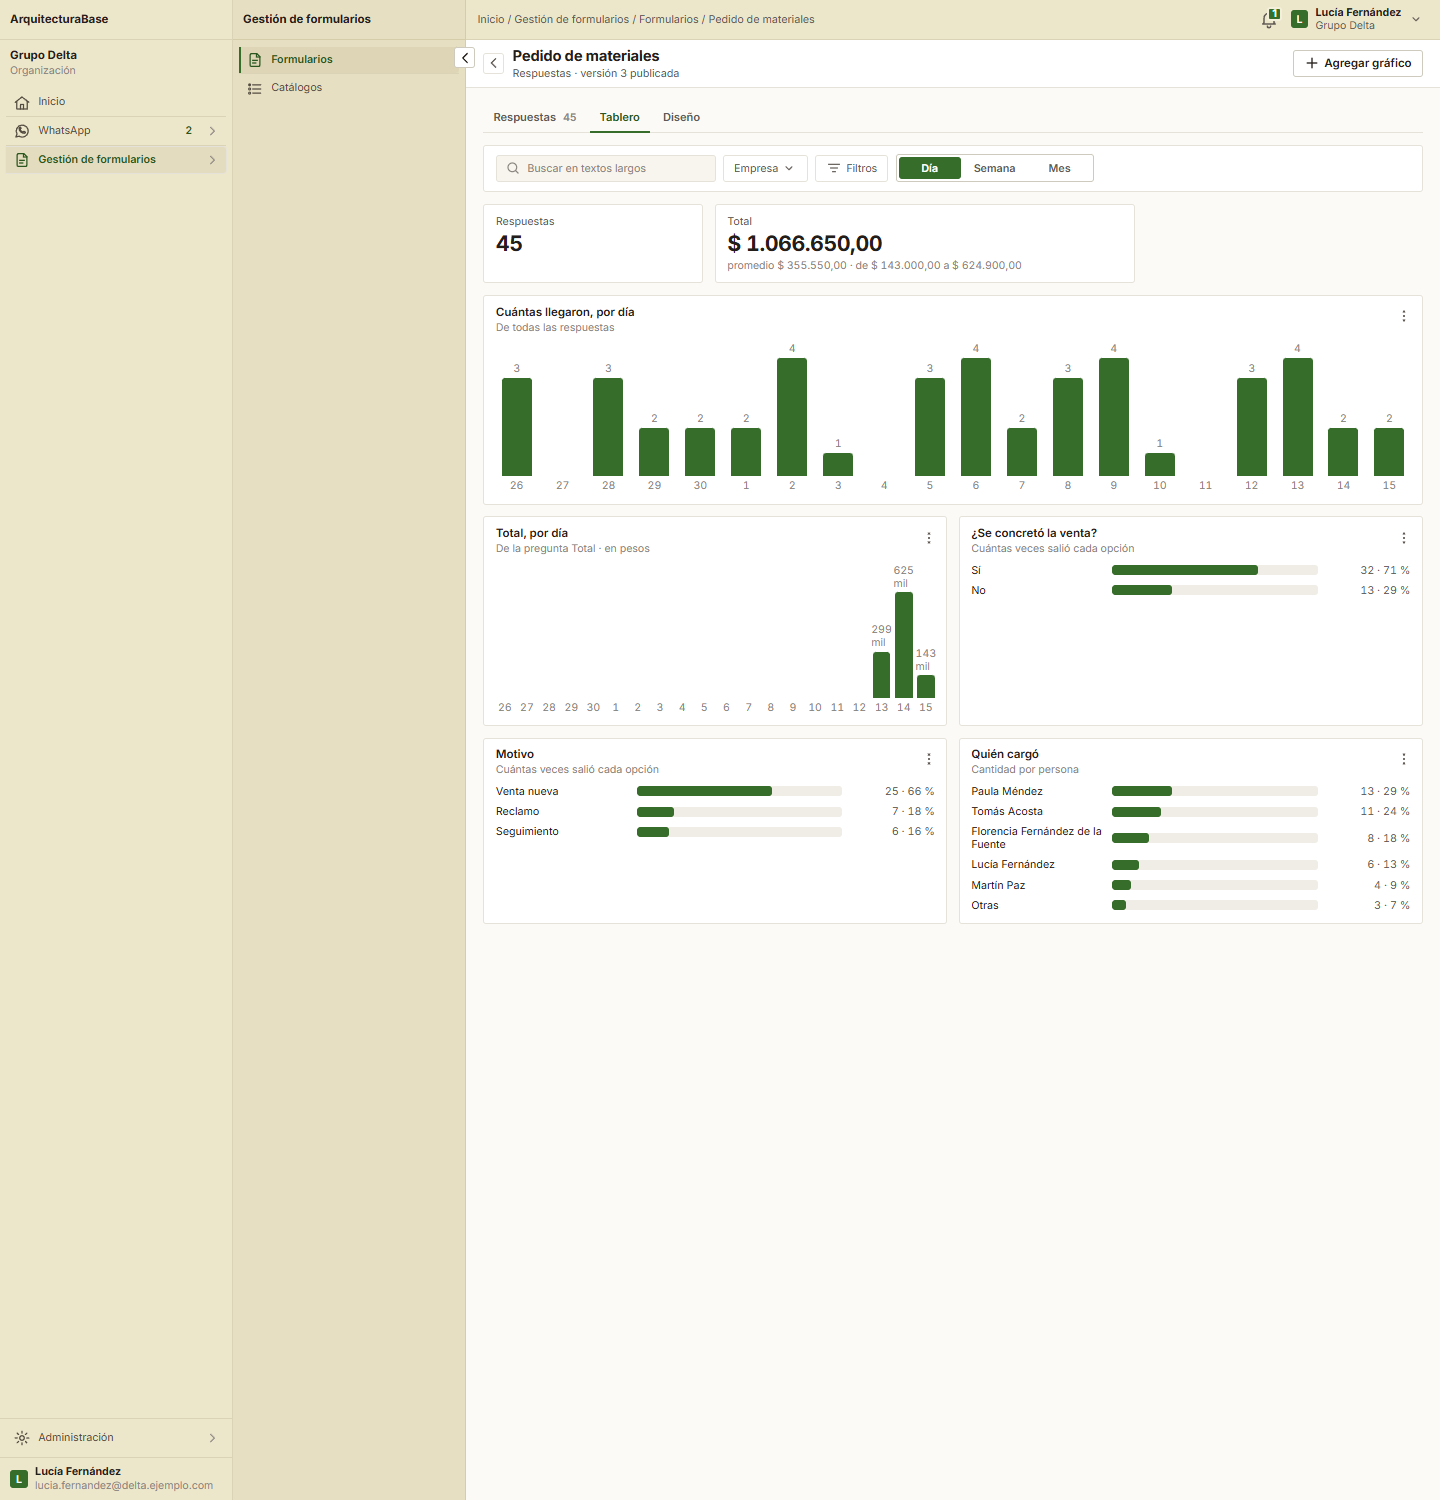 ArquitecturaBase
Grupo Delta
Organización
Inicio
WhatsApp 2
Gestión de formularios
Administración
L
Lucía Fernández
lucia.fernandez@delta.ejemplo.com
Gestión de formularios
Formularios
Catálogos
Inicio / Gestión de formularios / Formularios / Pedido de materiales
1
L
Lucía Fernández
Grupo Delta
Pedido de materiales
Respuestas · versión 3 publicada
Agregar gráfico
Respuestas 45 Tablero Diseño
Buscar en textos largos Empresa Filtros Día Semana Mes
Respuestas
45
Total
$ 1.066.650,00
promedio $ 355.550,00 · de $ 143.000,00 a $ 624.900,00
Cuántas llegaron, por día
De todas las respuestas
3 3 2 2 2 4 1 3 4 2 3 4 1 3 4 2 2
26 27 28 29 30 1 2 3 4 5 6 7 8 9 10 11 12 13 14 15
Total, por día
De la pregunta Total · en pesos
299 mil
625 mil
143 mil
26 27 28 29 30 1 2 3 4 5 6 7 8 9 10 11 12 13 14 15
¿Se concretó la venta?
Cuántas veces salió cada opción
Sí 32 · 71 %
No 13 · 29 %
Motivo
Cuántas veces salió cada opción
Venta nueva 25 · 66 %
Reclamo 7 · 18 %
Seguimiento 6 · 16 %
Quién cargó
Cantidad por persona
Paula Méndez 13 · 29 %
Tomás Acosta 11 · 24 %
Florencia Fernández de la
Fuente 8 · 18 %
Lucía Fernández 6 · 13 %
Martín Paz 4 · 9 %
Otras 3 · 7 %